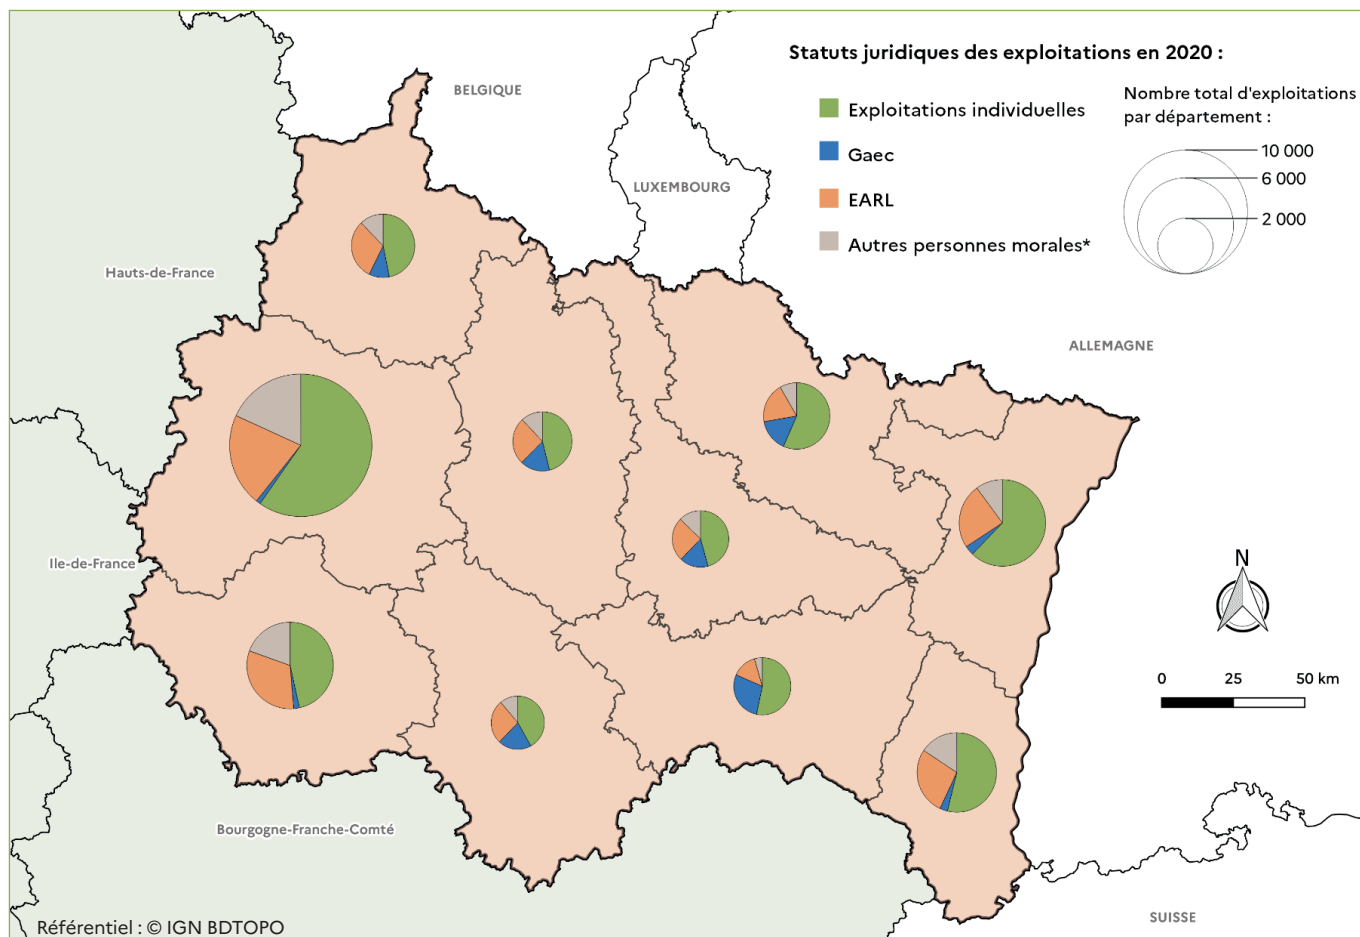 Statuts juridiques des exploitations en 2020 :
Exploitations individuelles
Gaec
EARL
Autres personnes morales*
Nombre total d'exploitations
par département :
10 000
6 000
2 000
BELGIQUE
LUXEMBOURG
Hauts-de-France
ALLEMAGNE
Ile-de-France
N
0 25 50 km
Bourgogne-Franche-Comté
SUISSE
Référentiel : © IGN BDTOPO